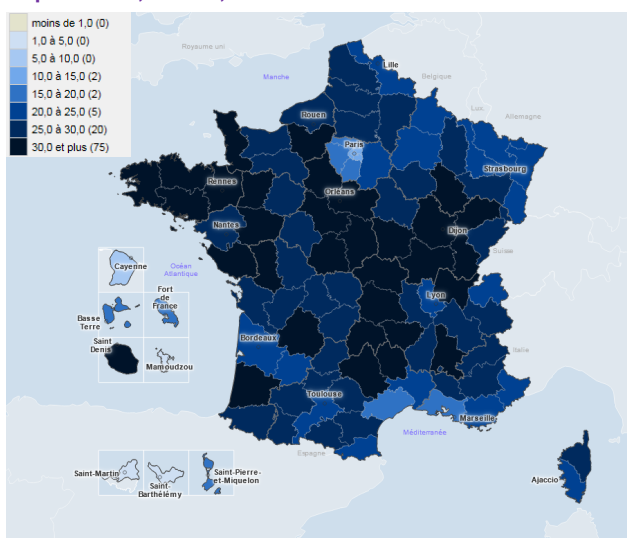 moins de 1,0 (0)
1,0 à 5,0 (0)
5,0 à 10,0 (0)
10,0 à 15,0 (2)
15,0 à 20,0 (2)
20,0 à 25,0 (5)
25,0 à 30,0 (20)
30,0 et plus (75)
Royaume uni
Manche
Lille
Belgique
Lux.
Allemagne
Rouen
Paris
Strasbourg
Rennes
Orléans
Nantes
Dijon
Suisse
Cayenne
Océan
Atlantique
Fort
de
France
Basse
Terre
Lyon
Saint
Denis
Mamoudzou
Bordeaux
Italie
Toulouse
Marseille
Méditerranée
Espagne
Saint-Martin
Saint-
Barthélémy
Saint-Pierre-
et-Miquelon
Ajaccio